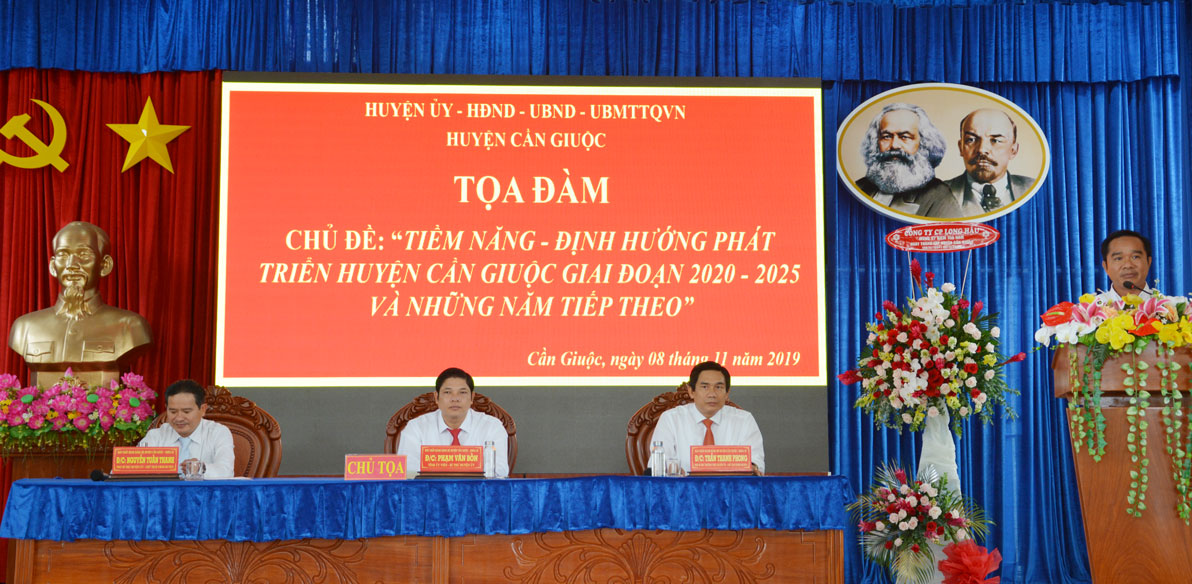 HUYỆN ỦY - HĐND - UBND - UBMTTQVN
HUYỆN CẦN GIUỘC
TỌA ĐÀM
CHỦ ĐỀ: “TIỀM NĂNG - ĐỊNH HƯỚNG PHÁT
TRIỂN HUYỆN CẦN GIUỘC GIAI ĐOẠN 2020 - 2025
VÀ NHỮNG NĂM TIẾP THEO”
Cần Giuộc, ngày 08 tháng 11 năm 2019
CÔNG TY CP LONG HẬU
Đ/C: NGUYỄN TUẤN THANH
CHỦ TỌA
Đ/C: PHẠM VĂN BỐN
Đ/C: TRẦN THANH PHONG